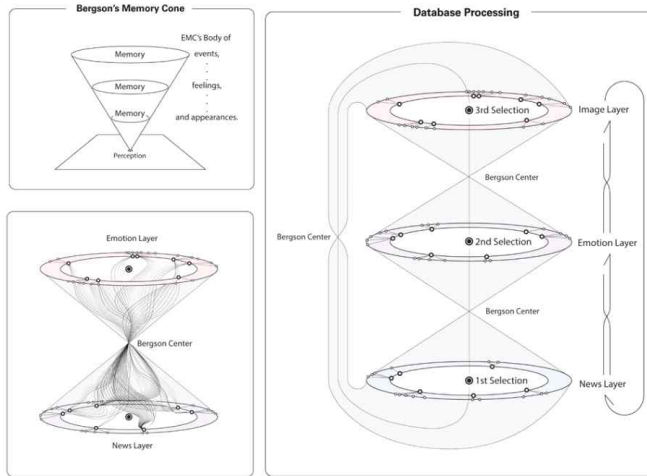 Bergson's Memory Cone
EMC's Body of
Memory
events,
Memory
feelings,
Memory
and appearances.
Perception
Emotion Layer
Bergson Center
News Layer
Database Processing
3rd Selection
Image Layer
Bergson Center
Bergson Center
2nd Selection
Emotion Layer
Bergson Center
1st Selection
News Layer